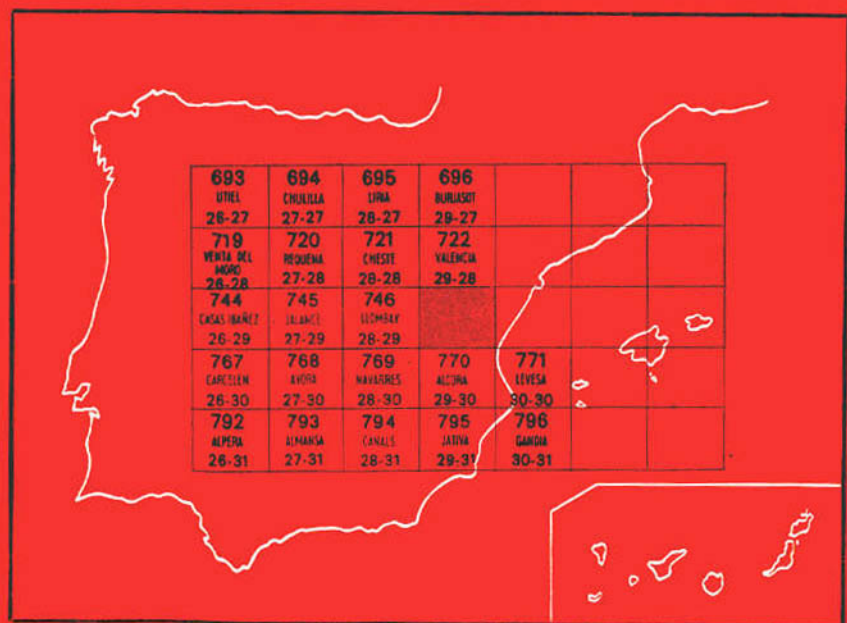 693
UTIEL
26-27
694
CHULILLA
27-27
695
LIRIA
28-27
696
BURJASOT
29-27
719
VENTA DEL
MORO
26-28
720
REQUENA
27-28
721
CHESTE
28-28
722
VALENCIA
29-28
744
CASAS IBAÑEZ
26-29
745
JALANCE
27-29
746
LLOMBAY
28-29
767
CARCELEN
26-30
768
AYORA
27-30
769
NAVARRES
28-30
770
ALCIRA
29-30
771
30-30
792
ALPERA
26-31
793
ALMANSA
27-31
794
CANALS
28-31
795
JATIVA
29-31
796
GANDIA
30-31